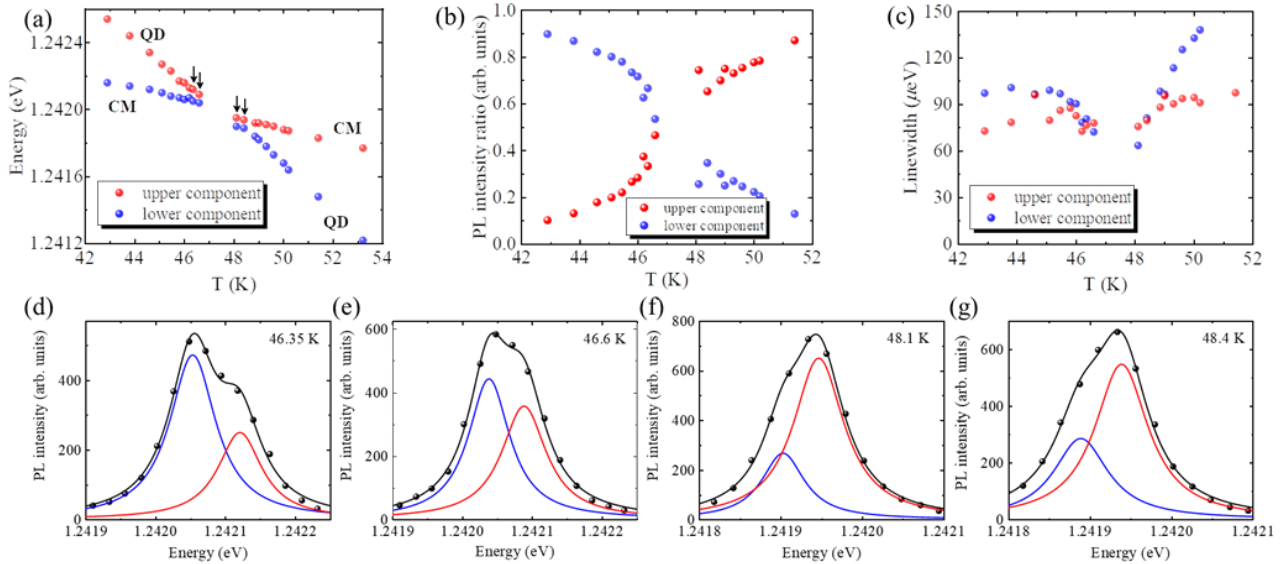 (a)
Energy (eV)
1.2424
1.2420
1.2416
1.2412
QD
CM
CM
QD
upper component
lower component
42 44 46 48 50 52 54
T (K)
(b)
PL intensity ratio (arb. units)
1.0
0.8
0.6
0.4
0.2
0.0
upper component
lower component
42 44 46 48 50 52 54
T (K)
(c)
Linewidth (μeV)
150
120
90
60
30
0
upper component
lower component
42 44 46 48 50 52 54
T (K)
(d)
PL intensity (arb. units)
400
200
0
46.35 K
1.2419 1.2420 1.2421 1.2422
Energy (eV)
(e)
PL intensity (arb. units)
600
400
200
0
46.6 K
1.2419 1.2420 1.2421 1.2422
Energy (eV)
(f)
PL intensity (arb. units)
800
600
400
200
0
48.1 K
1.2418 1.2419 1.2420 1.2421
Energy (eV)
(g)
PL intensity (arb. units)
600
400
200
0
48.4 K
1.2418 1.2419 1.2420 1.2421
Energy (eV)